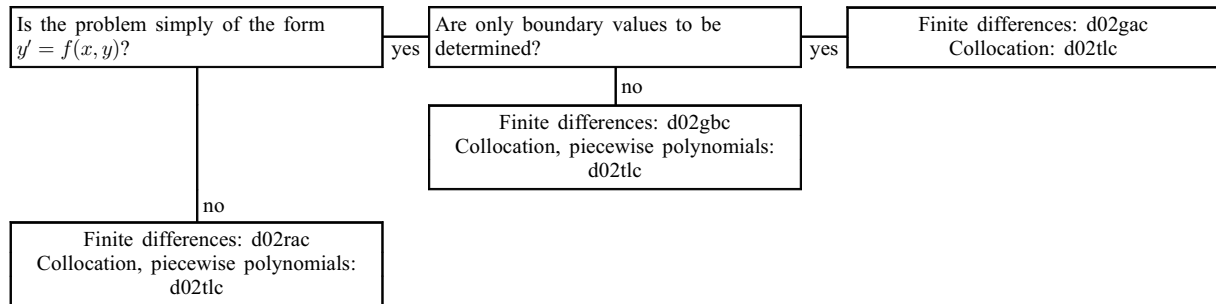 Is the problem simply of the form
y′ = f(x, y)?
yes
Are only boundary values to be
determined?
yes
Finite differences: d02gac
Collocation: d02tlc
no
Finite differences: d02gbc
Collocation, piecewise polynomials:
d02tlc
no
Finite differences: d02rac
Collocation, piecewise polynomials:
d02tlc